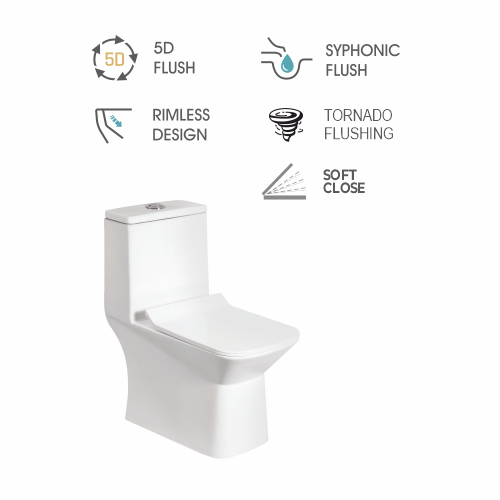 5D
5D
FLUSH
SYPHONIC
FLUSH
RIMLESS
DESIGN
TORNADO
FLUSHING
SOFT
CLOSE